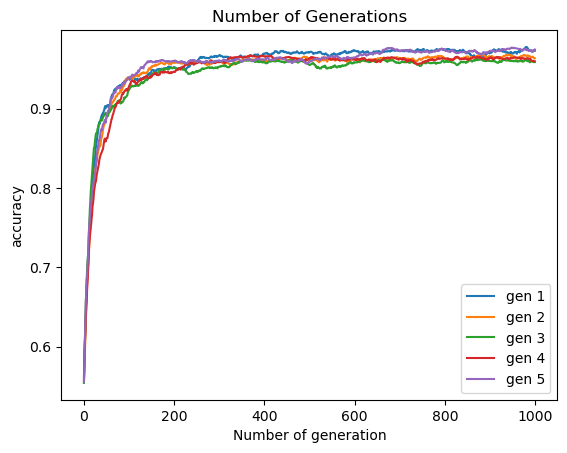 Number of Generations
accuracy
0.9
0.8
0.7
0.6
gen 1
gen 2
gen 3
gen 4
gen 5
0 200 400 600 800 1000
Number of generation